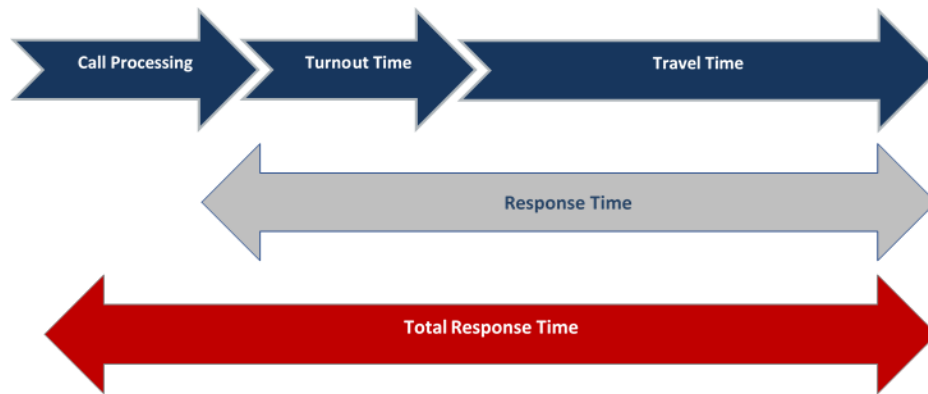 Call Processing
Turnout Time
Travel Time
Response Time
Total Response Time